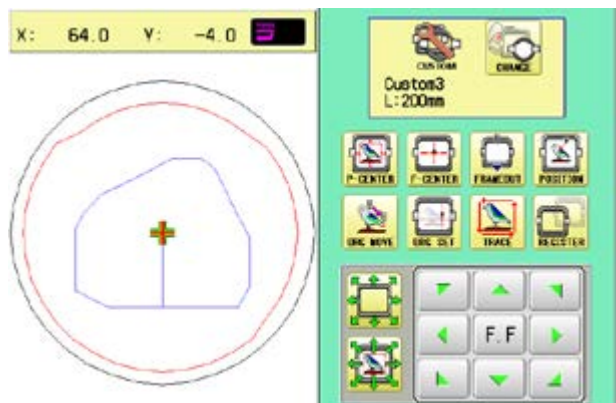 X: 64.0 Y: -4.0
CUSTOM CHANGE
Custom3
L:200mm
P-CENTER F-CENTER FRAMEOUT POSITION
ORG MOVE ORG SET TRACE REGISTER
F.F